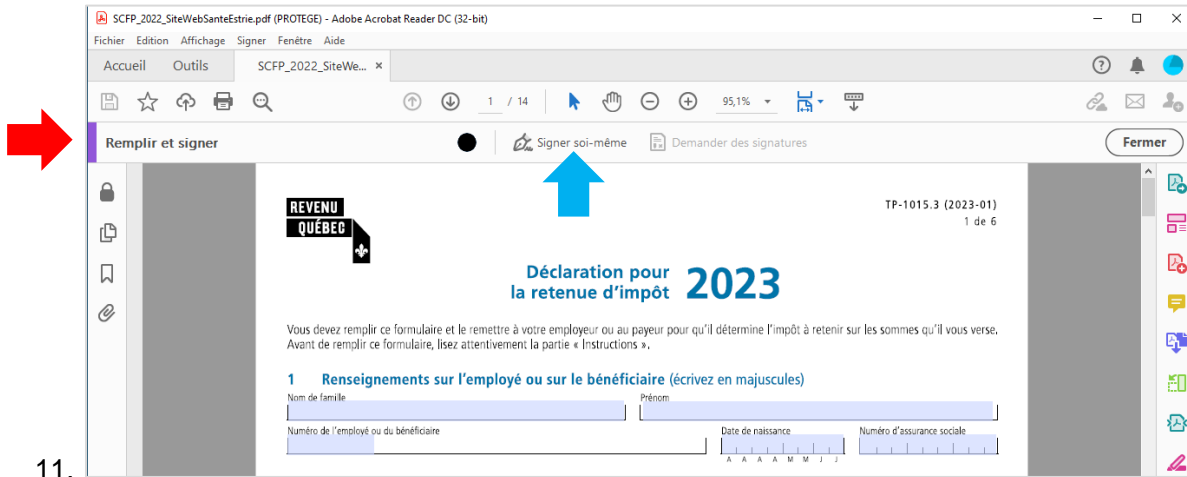 SCFP_2022_SiteWebSanteEstrie.pdf (PROTEGE) - Adobe Acrobat Reader DC (32-bit)
Fichier Edition Affichage Signer Fenêtre Aide
Accueil Outils SCFP_2022_SiteWe... ×
1 / 14 95,1%
Remplir et signer Signer soi-même Demander des signatures Fermer
REVENU
QUÉBEC
TP-1015.3 (2023-01)
1 de 6
Déclaration pour
la retenue d'impôt 2023
Vous devez remplir ce formulaire et le remettre à votre employeur ou au payeur pour qu'il détermine l'impôt à retenir sur les sommes qu'il vous verse.
Avant de remplir ce formulaire, lisez attentivement la partie « Instructions ».
1 Renseignements sur l'employé ou sur le bénéficiaire (écrivez en majuscules)
Nom de famille Prénom
Numéro de l'employé ou du bénéficiaire Date de naissance Numéro d'assurance sociale
A A A A M M J J
11.